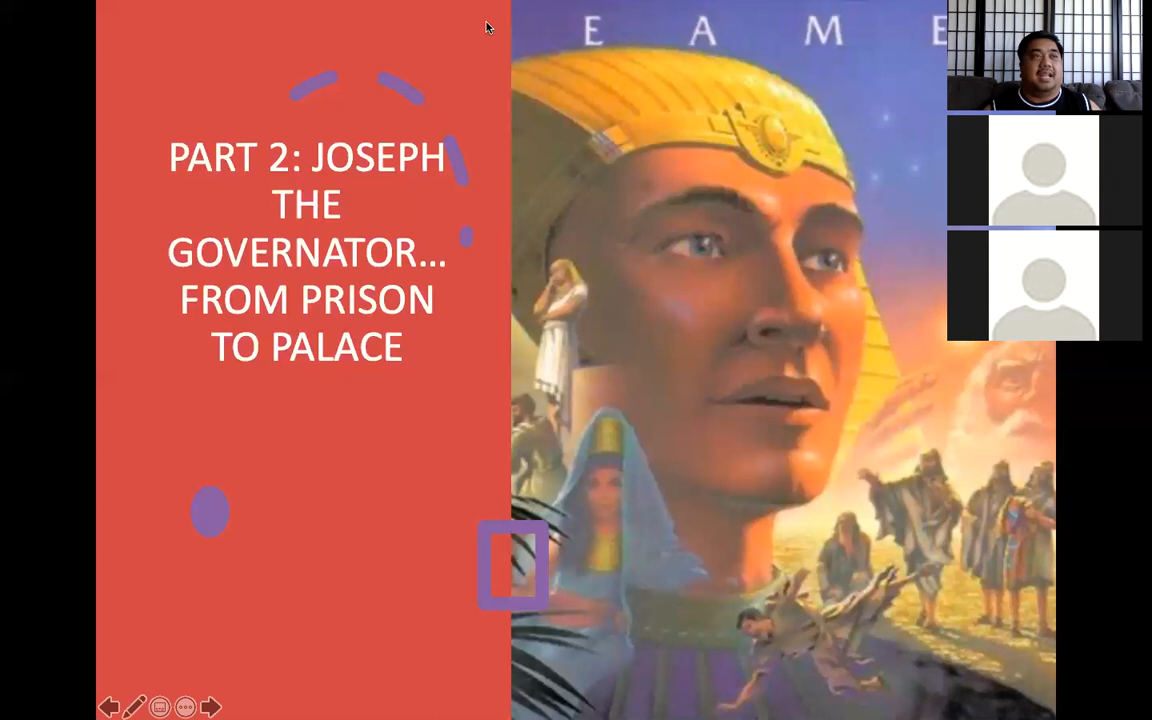 PART 2: JOSEPH
THE
GOVERNATOR...
FROM PRISON
TO PALACE
E A M E